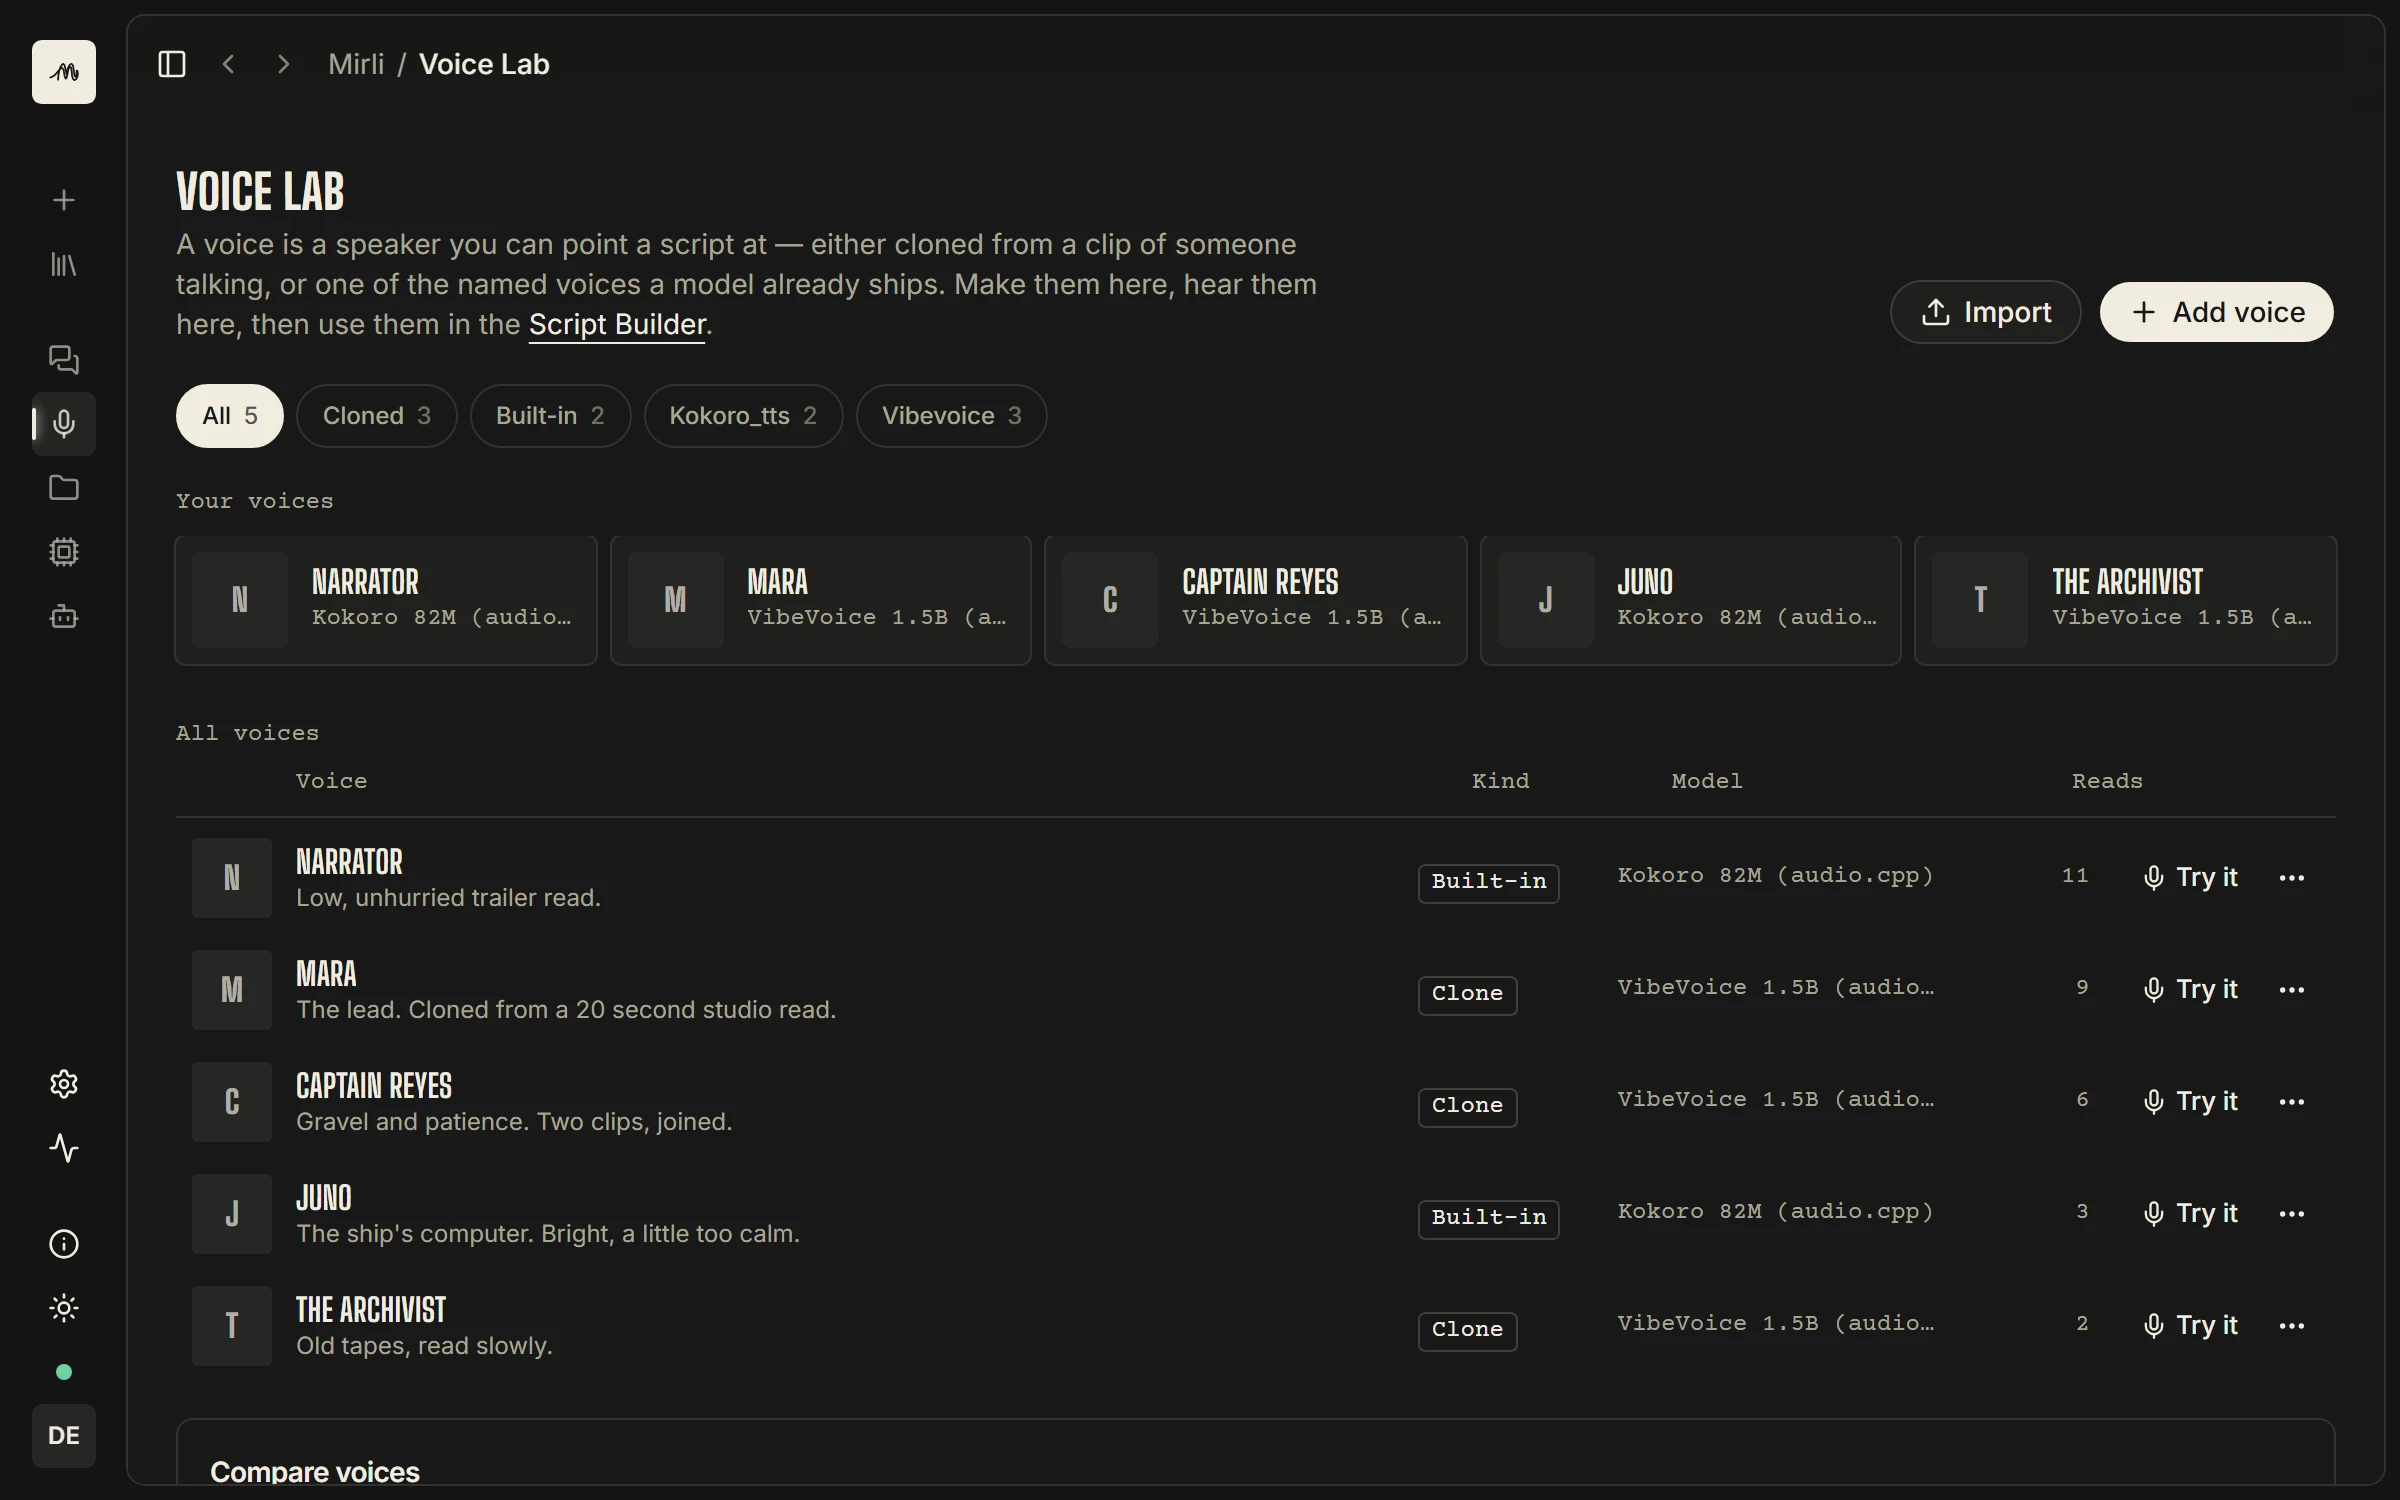 Mirli / Voice Lab
VOICE LAB
A voice is a speaker you can point a script at — either cloned from a clip of someone
talking, or one of the named voices a model already ships. Make them here, hear them
here, then use them in the Script Builder.
Import
Add voice
All 5
Cloned 3
Built-in 2
Kokoro_tts 2
Vibevoice 3
Your voices
N
NARRATOR
Kokoro 82M (audio…
M
MARA
VibeVoice 1.5B (a…
C
CAPTAIN REYES
VibeVoice 1.5B (a…
J
JUNO
Kokoro 82M (audio…
T
THE ARCHIVIST
VibeVoice 1.5B (a…
All voices
Voice Kind Model Reads
N
NARRATOR
Low, unhurried trailer read.
Built-in Kokoro 82M (audio.cpp) 11 Try it
M
MARA
The lead. Cloned from a 20 second studio read.
Clone VibeVoice 1.5B (audio… 9 Try it
C
CAPTAIN REYES
Gravel and patience. Two clips, joined.
Clone VibeVoice 1.5B (audio… 6 Try it
J
JUNO
The ship's computer. Bright, a little too calm.
Built-in Kokoro 82M (audio.cpp) 3 Try it
T
THE ARCHIVIST
Old tapes, read slowly.
Clone VibeVoice 1.5B (audio… 2 Try it
Compare voices
DE